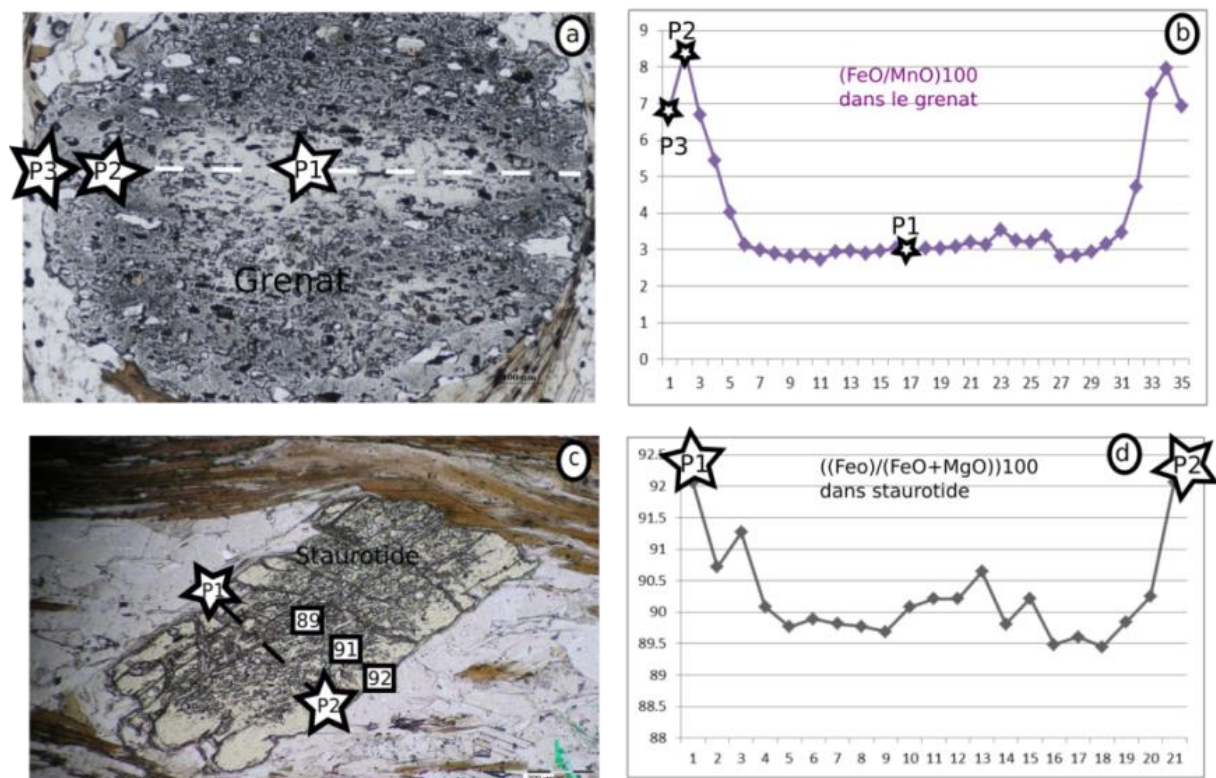 a
P3
P2
P1
Grenat
b
P2
(FeO/MnO)100
dans le grenat
P3
P1
9
8
7
6
5
4
3
2
1
0
1 3 5 7 9 11 13 15 17 19 21 23 25 27 29 31 33 35
c
Staurotide
P1
89
91
92
P2
d
P1
P2
((Feo)/(FeO+MgO))100
dans staurotide
92.5
92
91.5
91
90.5
90
89.5
89
88.5
88
1 2 3 4 5 6 7 8 9 10 11 12 13 14 15 16 17 18 19 20 21